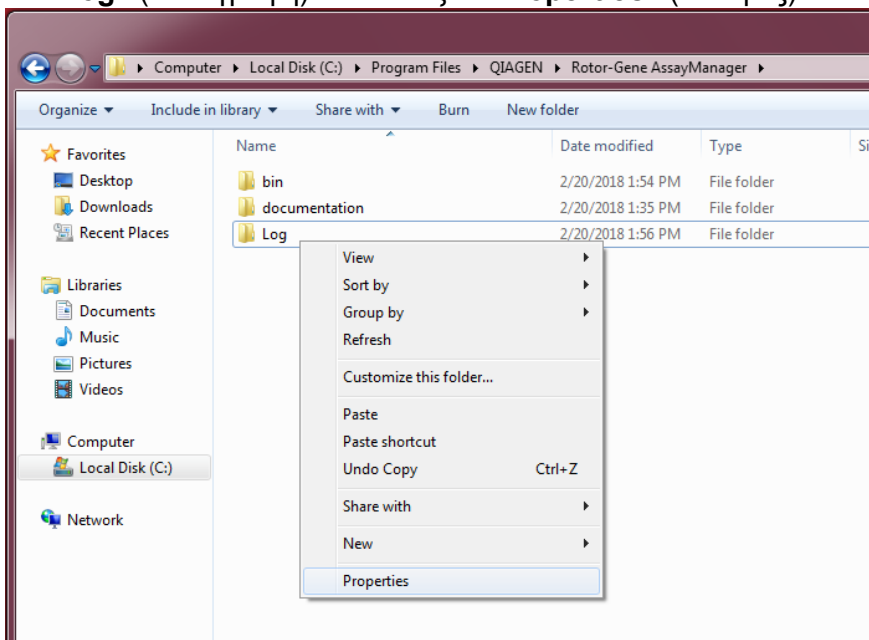 Computer ▸ Local Disk (C:) ▸ Program Files ▸ QIAGEN ▸ Rotor-Gene AssayManager ▸
Organize ▾ Include in library ▾ Share with ▾ Burn New folder
Name Date modified Type
Favorites
Desktop
Downloads
Recent Places
Libraries
Documents
Music
Pictures
Videos
Computer
Local Disk (C:)
Network
bin 2/20/2018 1:54 PM File folder
documentation 2/20/2018 1:35 PM File folder
Log 2/20/2018 1:56 PM File folder
View
Sort by
Group by
Refresh
Customize this folder...
Paste
Paste shortcut
Undo Copy Ctrl+Z
Share with
New
Properties